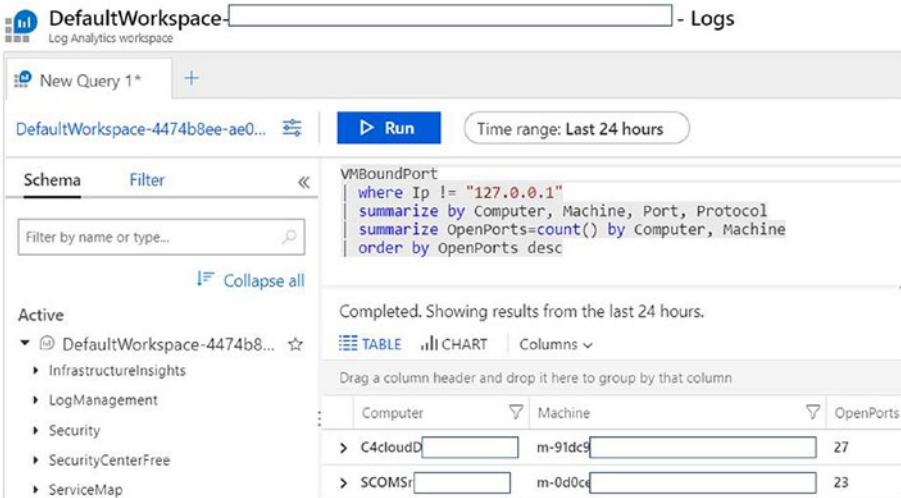 DefaultWorkspace- - Logs
Log Analytics workspace
New Query 1*
DefaultWorkspace-4474b8ee-ae0...
Run
Time range: Last 24 hours
Schema
Filter
Filter by name or type...
Collapse all
Active
DefaultWorkspace-4474b8...
InfrastructureInsights
LogManagement
Security
SecurityCenterFree
ServiceMap
VMBoundPort
| where Ip != "127.0.0.1"
| summarize by Computer, Machine, Port, Protocol
| summarize OpenPorts=count() by Computer, Machine
| order by OpenPorts desc
Completed. Showing results from the last 24 hours.
TABLE CHART Columns
Drag a column header and drop it here to group by that column
Computer Machine OpenPorts
C4cloudD m-91dc9 27
SCOMSr m-0d0ce 23